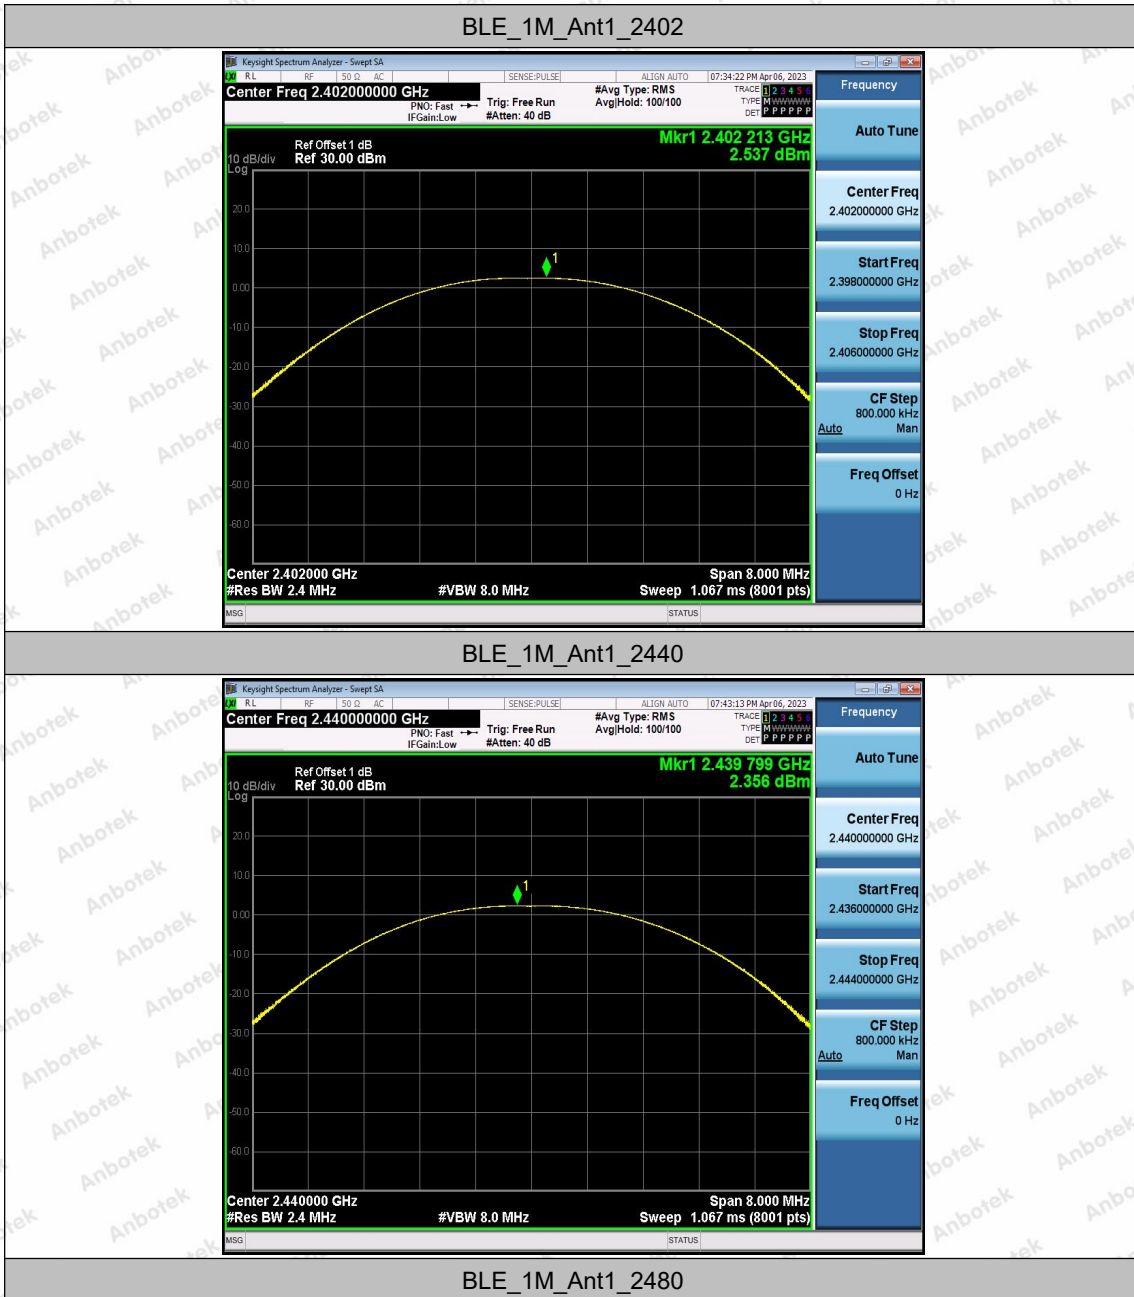 BLE_1M_Ant1_2402
Keysight Spectrum Analyzer - Swept SA
LXI RL RF 50 Ω AC SENSE:PULSE ALIGN AUTO 07:34:22 PM Apr 06, 2023
Center Freq 2.402000000 GHz
PNO: Fast
IFGain:Low
Trig: Free Run
#Atten: 40 dB
#Avg Type: RMS
Avg|Hold: 100/100
TRACE 1 2 3 4 5 6
TYPE M WWWWW
DET P P P P P P
Frequency
Ref Offset 1 dB
10 dB/div Ref 30.00 dBm
Log
Mkr1 2.402 213 GHz
2.537 dBm
20.0
10.0
0.00
-10.0
-20.0
-30.0
-40.0
-50.0
-60.0
1
Center 2.402000 GHz Span 8.000 MHz
#Res BW 2.4 MHz #VBW 8.0 MHz Sweep 1.067 ms (8001 pts)
MSG STATUS
Auto Tune
Center Freq
2.402000000 GHz
Start Freq
2.398000000 GHz
Stop Freq
2.406000000 GHz
CF Step
800.000 kHz
Auto Man
Freq Offset
0 Hz
BLE_1M_Ant1_2440
Keysight Spectrum Analyzer - Swept SA
LXI RL RF 50 Ω AC SENSE:PULSE ALIGN AUTO 07:43:13 PM Apr 06, 2023
Center Freq 2.440000000 GHz
PNO: Fast
IFGain:Low
Trig: Free Run
#Atten: 40 dB
#Avg Type: RMS
Avg|Hold: 100/100
TRACE 1 2 3 4 5 6
TYPE M WWWWW
DET P P P P P P
Frequency
Ref Offset 1 dB
10 dB/div Ref 30.00 dBm
Log
Mkr1 2.439 799 GHz
2.356 dBm
20.0
10.0
0.00
-10.0
-20.0
-30.0
-40.0
-50.0
-60.0
1
Center 2.440000 GHz Span 8.000 MHz
#Res BW 2.4 MHz #VBW 8.0 MHz Sweep 1.067 ms (8001 pts)
MSG STATUS
Auto Tune
Center Freq
2.440000000 GHz
Start Freq
2.436000000 GHz
Stop Freq
2.444000000 GHz
CF Step
800.000 kHz
Auto Man
Freq Offset
0 Hz
BLE_1M_Ant1_2480
Anbotek